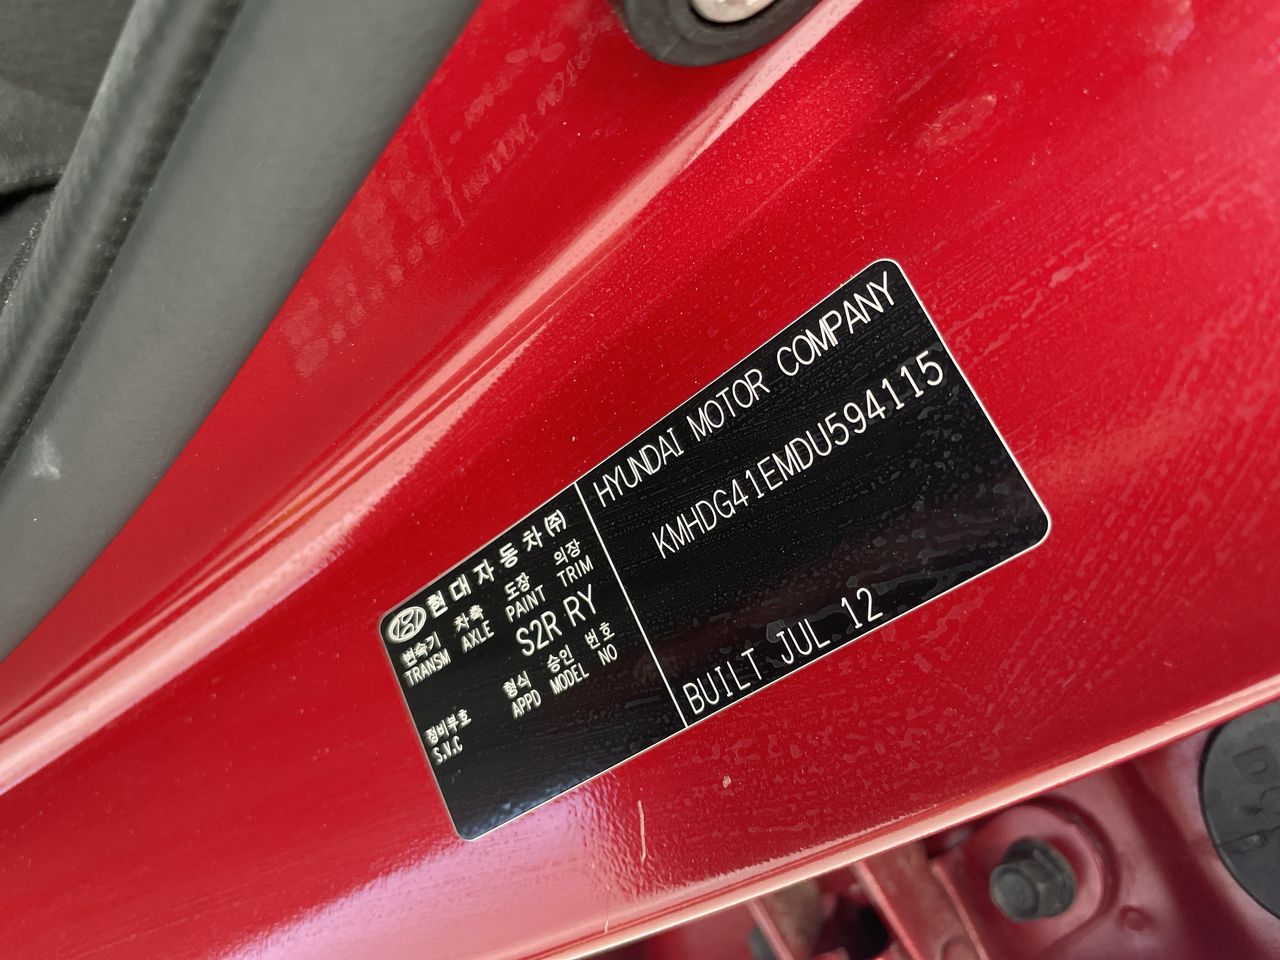 현대자동차(주)
변속기 차축 도장 의장
TRANSM AXLE PAINT TRIM
S2R RY
형식 승인 번호
APPD MODEL NO
정비부호
S.V.C
HYUNDAI MOTOR COMPANY
KMHDG41EMDU594115
BUILT JUL 12